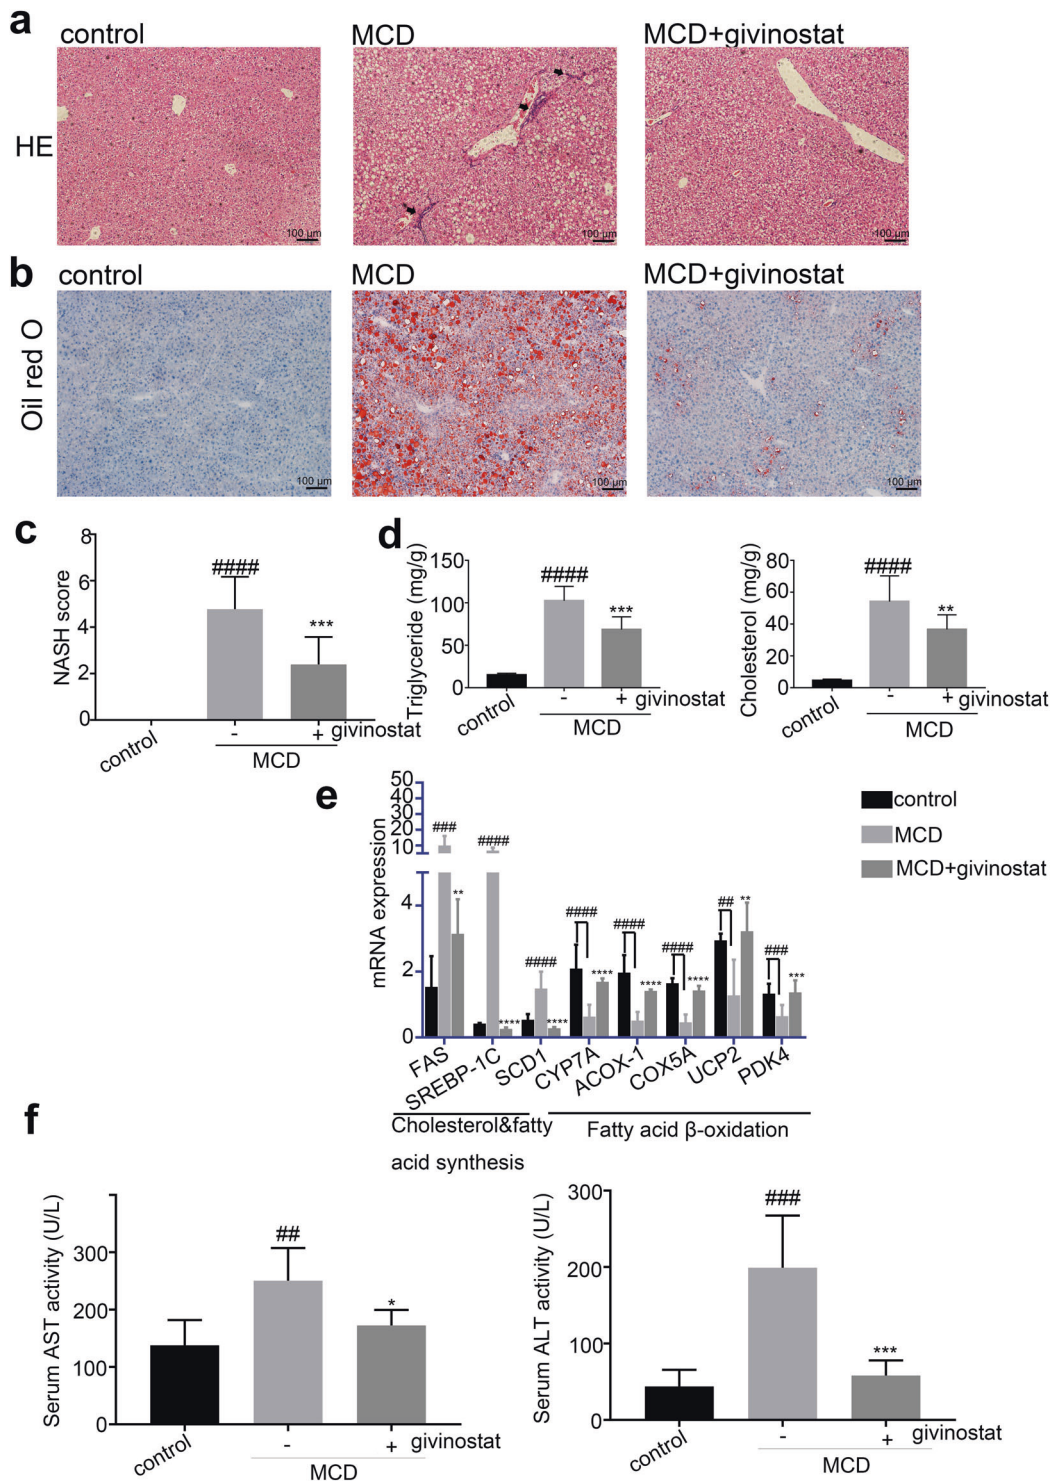 a
control
MCD
MCD+givinostat
HE
100 μm
100 μm
100 μm
b
control
MCD
MCD+givinostat
Oil red O
100 μm
100 μm
100 μm
c
NASH score
8
6
4
2
0
####
***
control
-
+
givinostat
MCD
d
Triglyceride (mg/g)
150
100
50
0
####
***
control
-
+
givinostat
MCD
Cholesterol (mg/g)
80
60
40
20
0
####
**
control
-
+
givinostat
MCD
e
mRNA expression
50
40
30
20
10
4
2
0
###
**
####
****
####
****
####
****
####
****
####
****
##
**
###
***
FAS
SREBP-1C
SCD1
CYP7A
ACOX-1
COX5A
UCP2
PDK4
Cholesterol&fatty
acid synthesis
Fatty acid β-oxidation
control
MCD
MCD+givinostat
f
Serum AST activity (U/L)
300
200
100
0
##
*
control
-
+
givinostat
MCD
Serum ALT activity (U/L)
300
200
100
0
###
***
control
-
+
givinostat
MCD